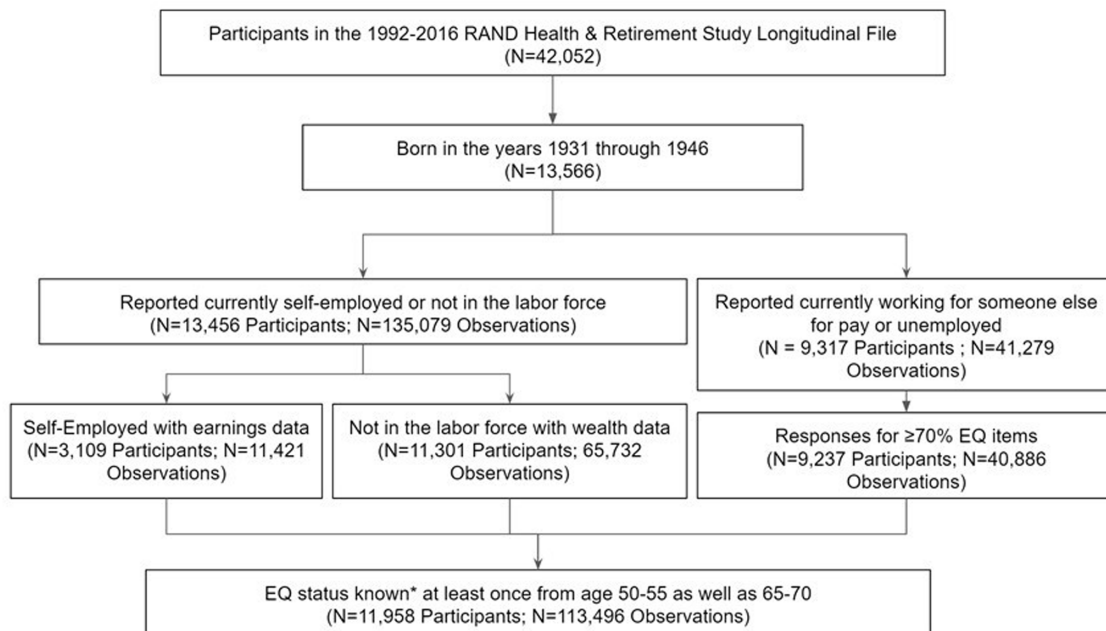 Participants in the 1992-2016 RAND Health & Retirement Study Longitudinal File
(N=42,052)
Born in the years 1931 through 1946
(N=13,566)
Reported currently self-employed or not in the labor force
(N=13,456 Participants; N=135,079 Observations)
Reported currently working for someone else
for pay or unemployed
(N = 9,317 Participants ; N=41,279
Observations)
Self-Employed with earnings data
(N=3,109 Participants; N=11,421
Observations)
Not in the labor force with wealth data
(N=11,301 Participants; 65,732
Observations)
Responses for ≥70% EQ items
(N=9,237 Participants; N=40,886
Observations)
EQ status known* at least once from age 50-55 as well as 65-70
(N=11,958 Participants; N=113,496 Observations)